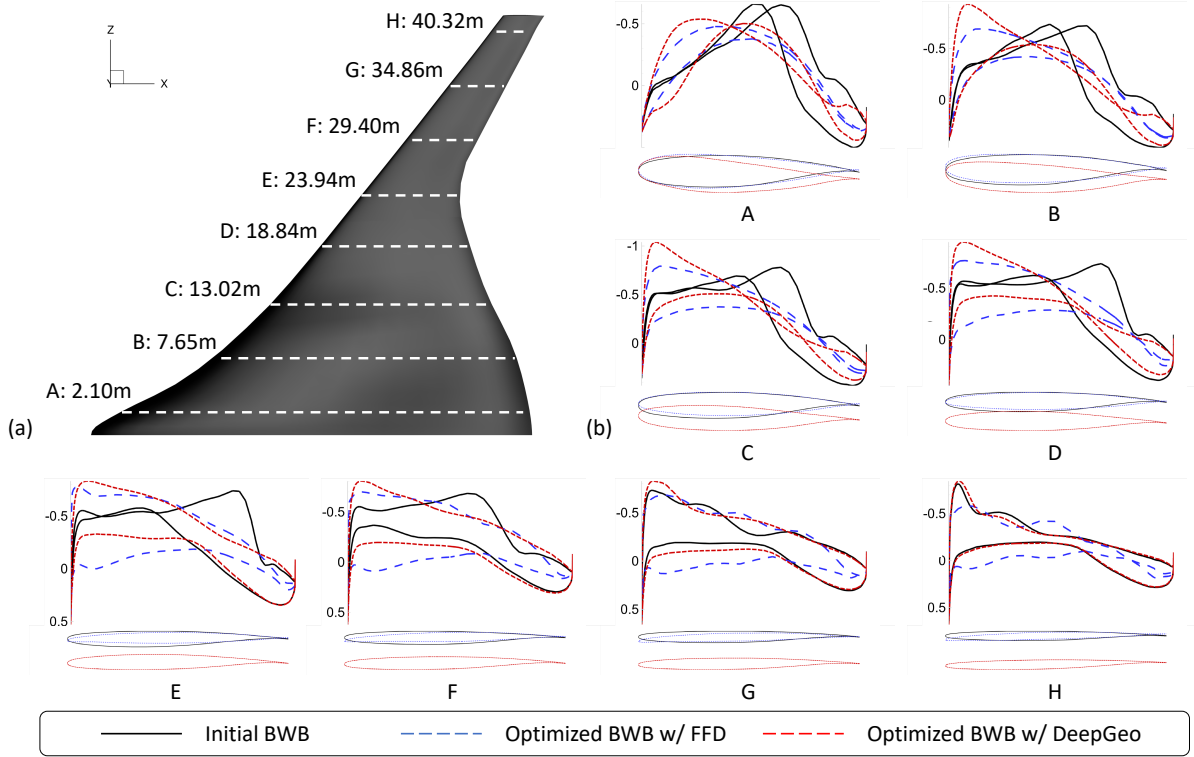 Z
Y
X
H: 40.32m
G: 34.86m
F: 29.40m
E: 23.94m
D: 18.84m
C: 13.02m
B: 7.65m
A: 2.10m
(a)
-0.5
0
A
-0.5
0
B
-1
-0.5
0
(b)
C
-0.5
0
D
-0.5
0
0.5
E
-0.5
0
0.5
F
-0.5
0
0.5
G
-0.5
0
0.5
H
Initial BWB
Optimized BWB w/ FFD
Optimized BWB w/ DeepGeo